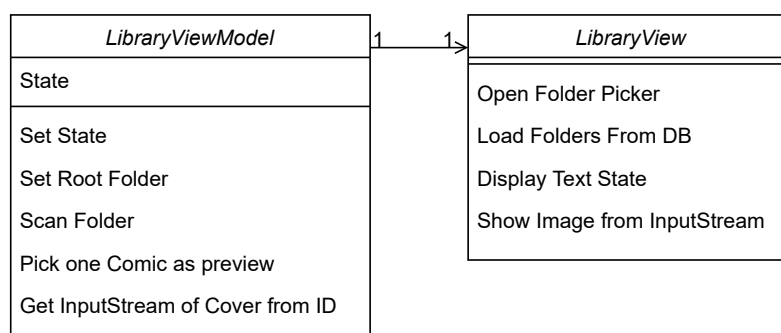 LibraryViewModel
State
Set State
Set Root Folder
Scan Folder
Pick one Comic as preview
Get InputStream of Cover from ID
1 1
LibraryView
Open Folder Picker
Load Folders From DB
Display Text State
Show Image from InputStream